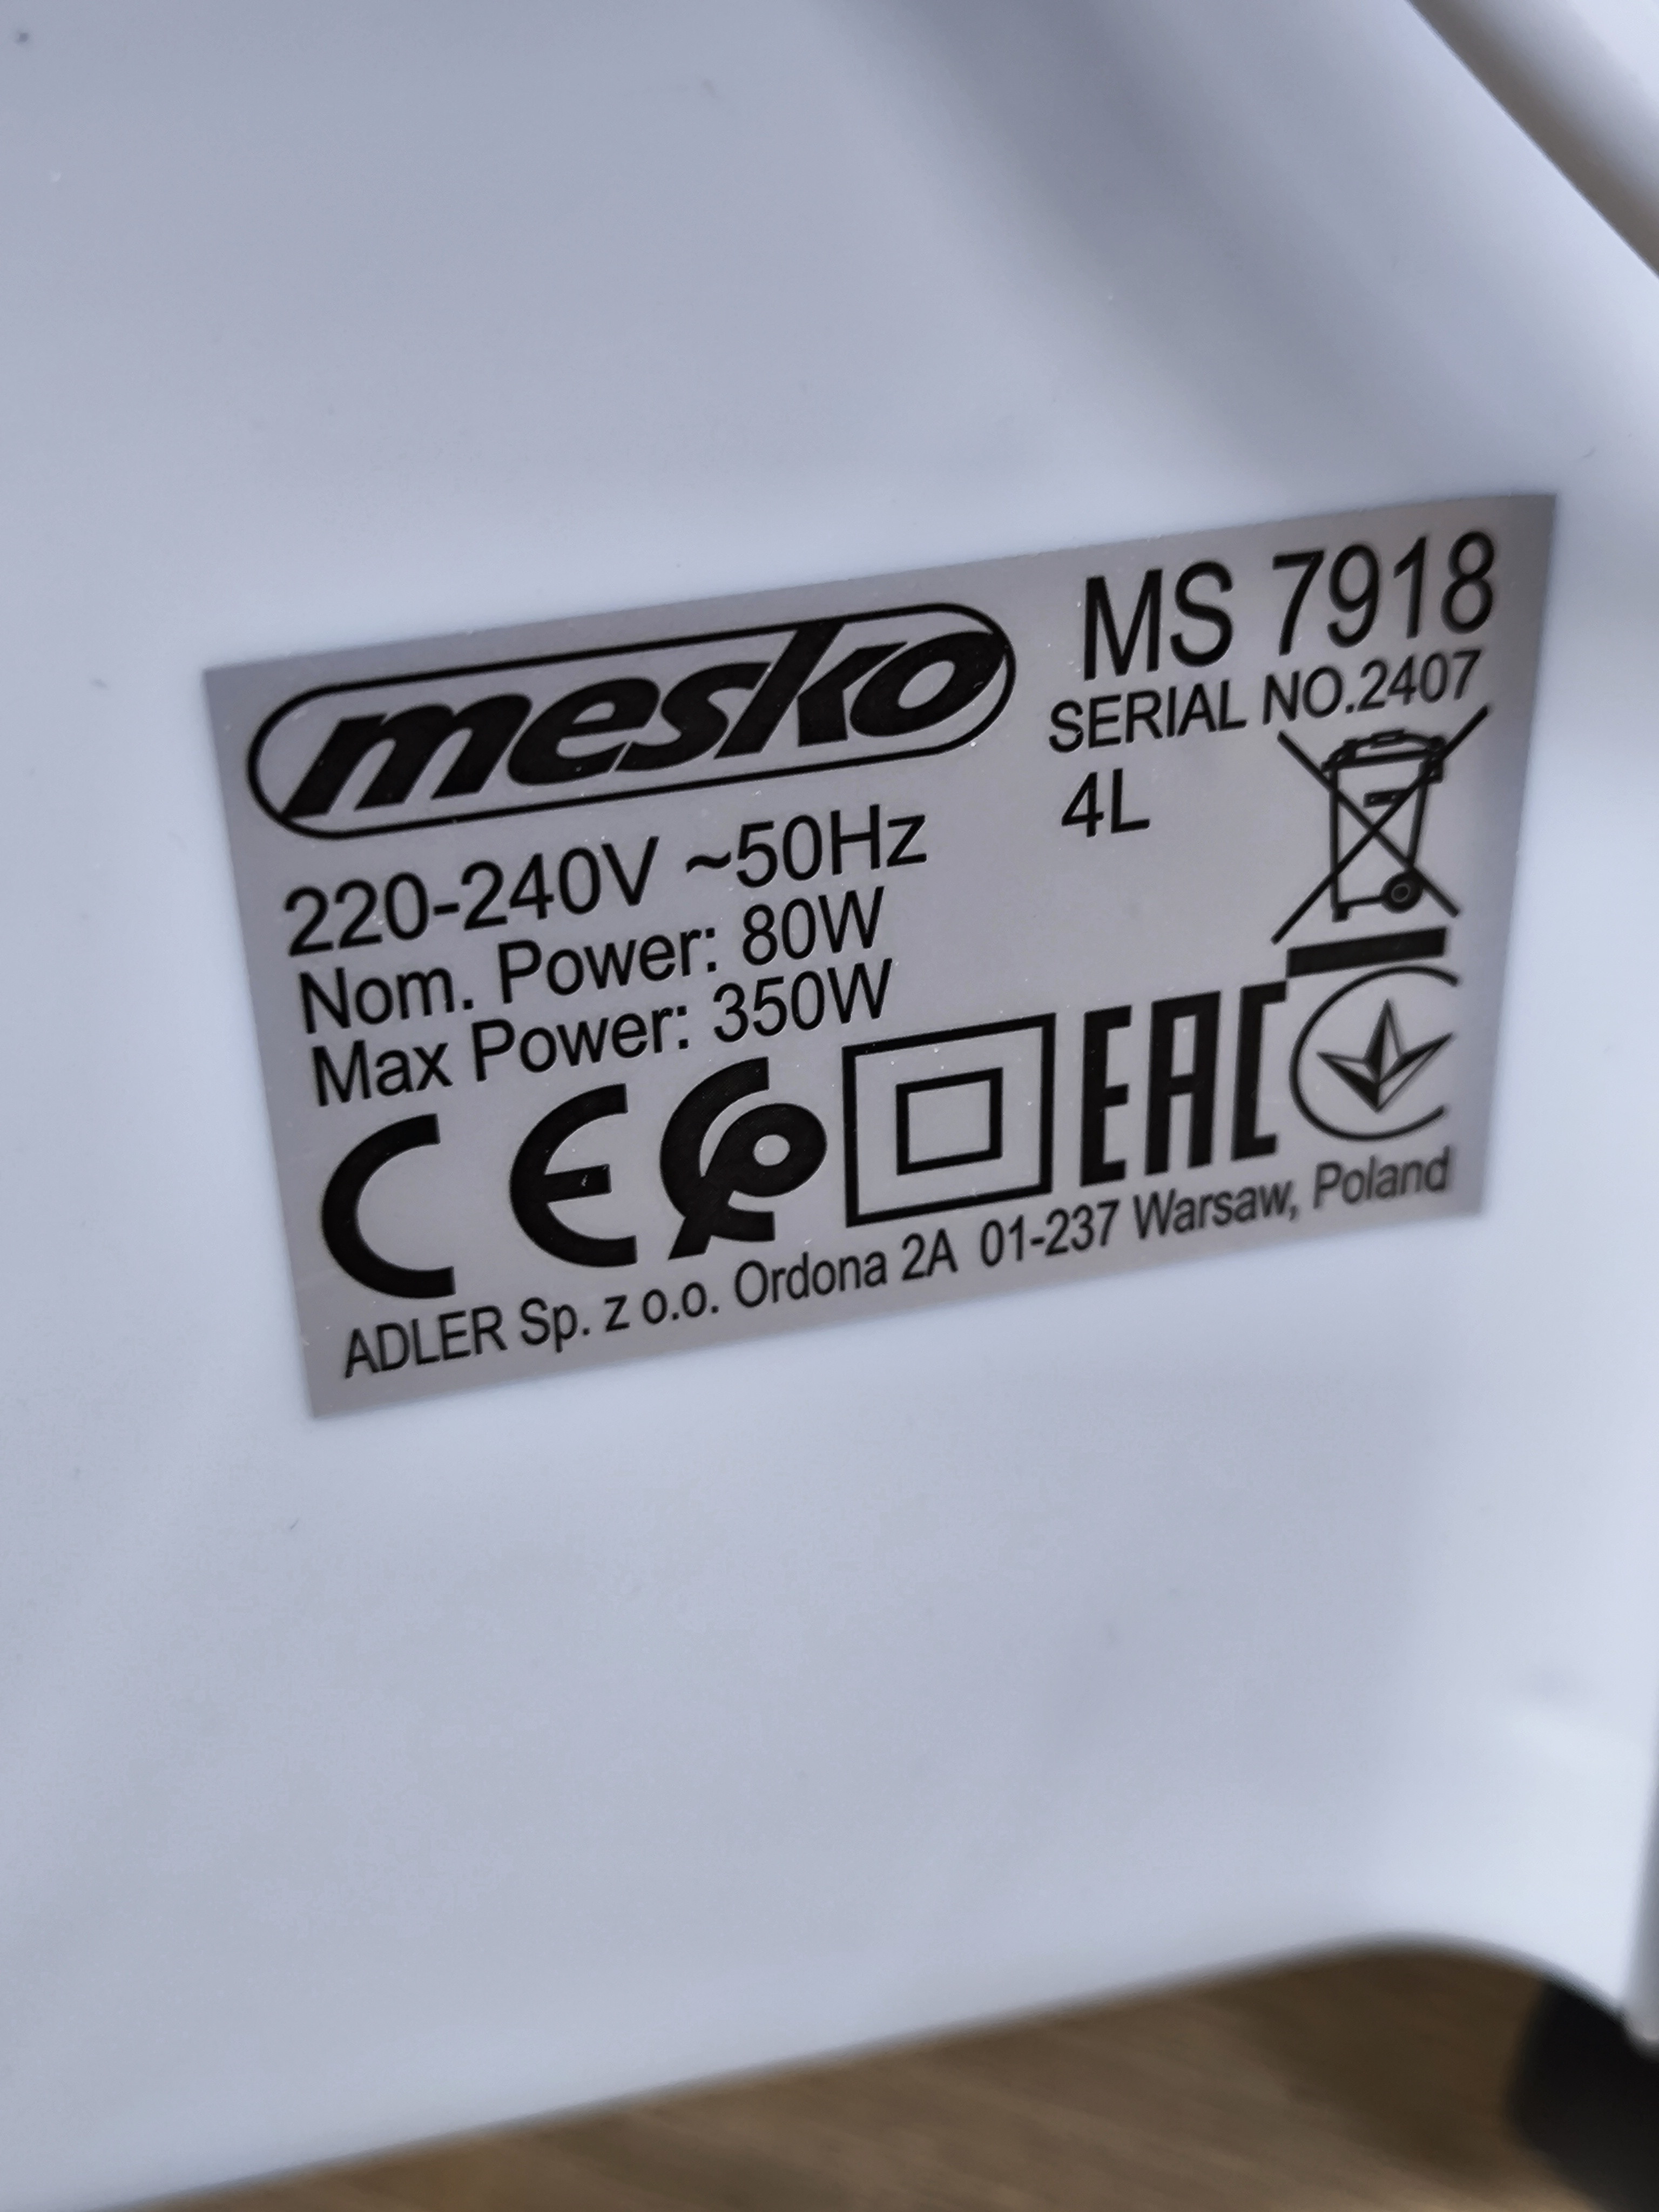 mesko
MS 7918
SERIAL NO.2407
4L
220-240V ~50Hz
Nom. Power: 80W
Max Power: 350W
CE EAC
ADLER Sp. z o.o. Ordona 2A 01-237 Warsaw, Poland